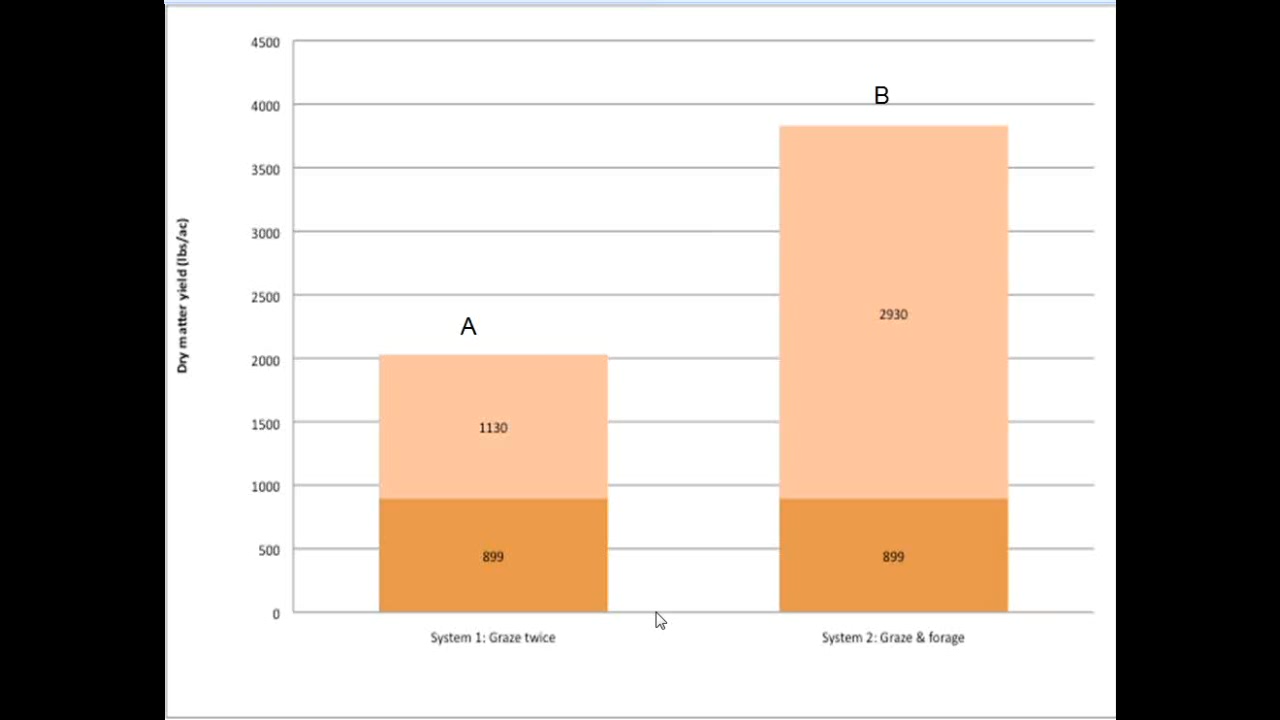 4500
4000
3500
3000
2500
2000
1500
1000
500
0
Dry matter yield (lbs/ac)
A
1130
899
B
2930
899
System 1: Graze twice
System 2: Graze & forage